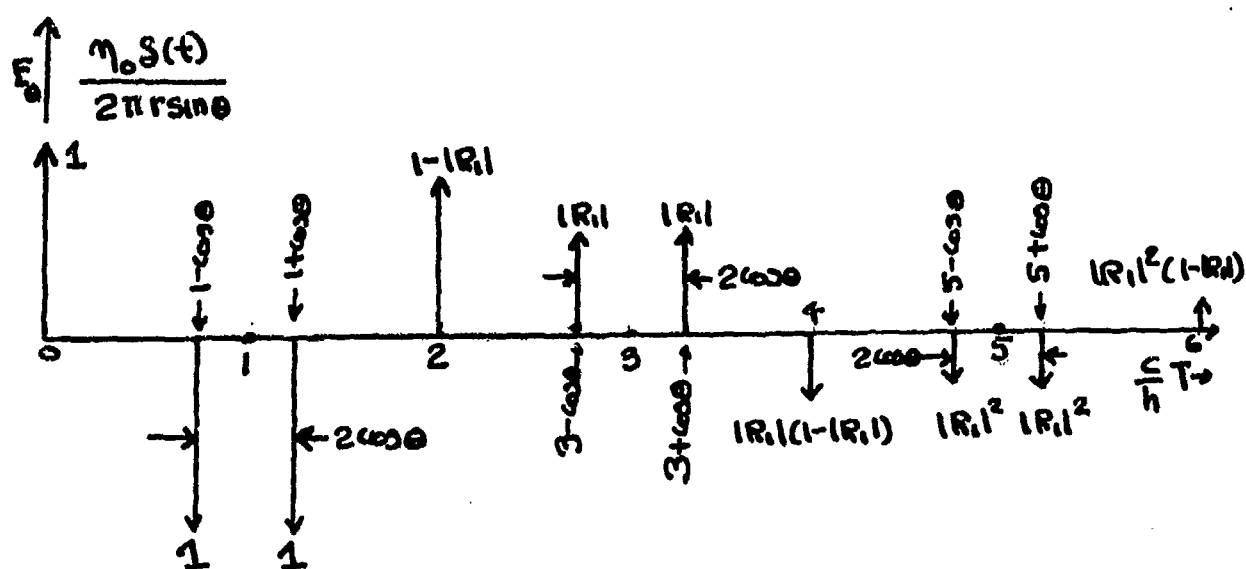 E_θ
η₀ δ(t)
2πr sinθ
1
1-cosθ
1+cosθ
1-|R₁|
|R₁|
|R₁|
2cosθ
5-cosθ
5+cosθ
|R₁|²(1-|R₁|)
0
1
2
3
4
5
6
2cosθ
3-cosθ
3+cosθ
2cosθ
c/h T→
|R₁|(1-|R₁|)
|R₁|²
|R₁|²
1
1